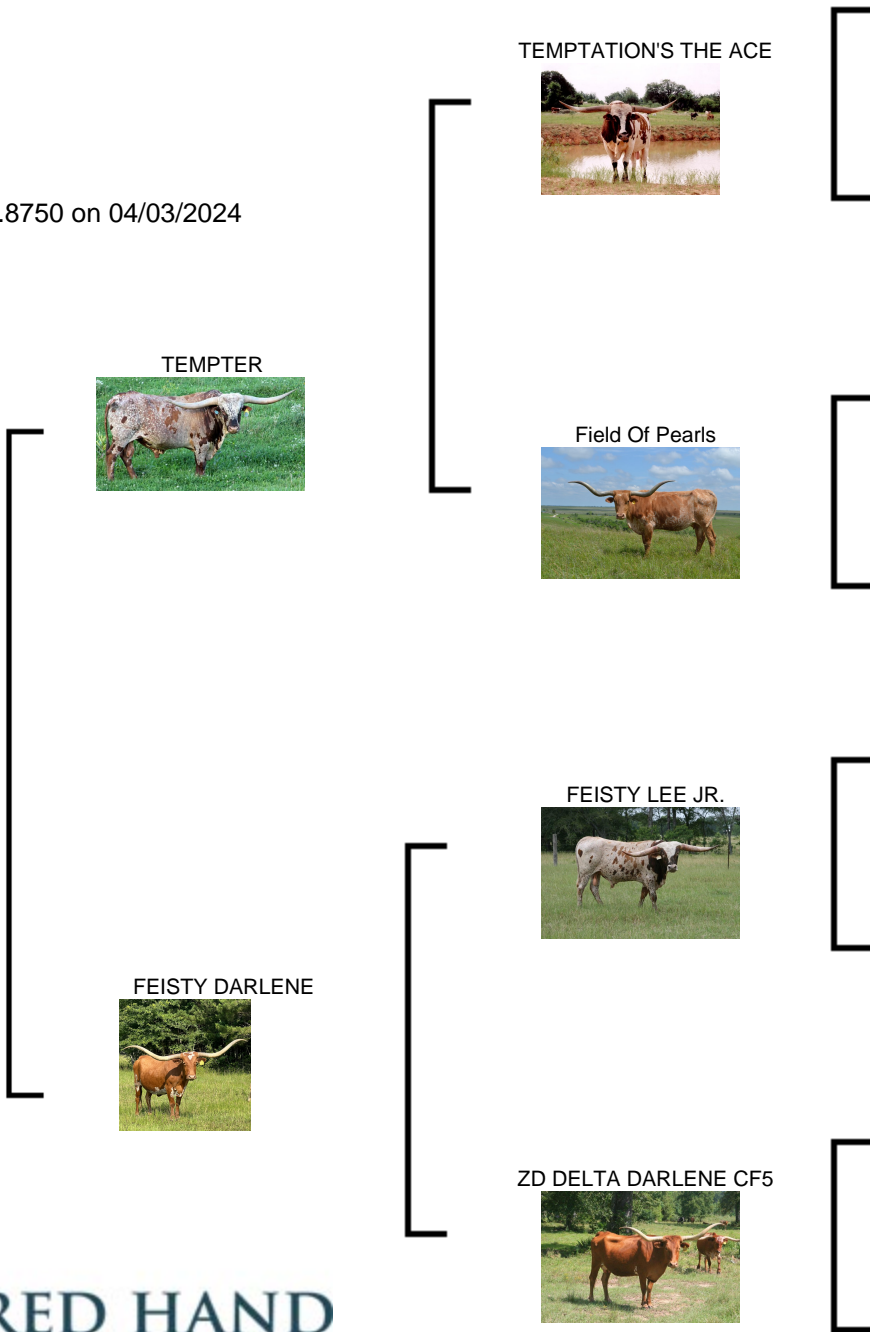 TEMPTATION'S THE ACE
.8750 on 04/03/2024
TEMPTER
Field Of Pearls
FEISTY LEE JR.
FEISTY DARLENE
ZD DELTA DARLENE CF5
RED HAND